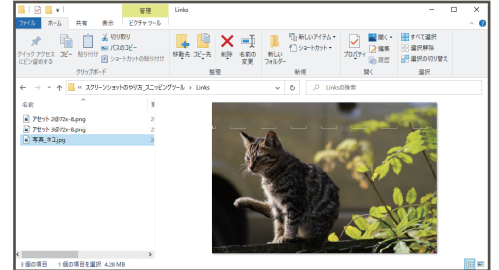 管理
Links
ファイル
ホーム
共有
表示
ピクチャ ツール
クイック アクセス
にピン留めする
コピー
貼り付け
切り取り
パスのコピー
ショートカットの貼り付け
移動先
コピー先
削除
名前の
変更
新しい
フォルダー
新しいアイテム
ショートカット
プロパティ
開く
編集
履歴
すべて選択
選択解除
選択の切り替え
クリップボード
整理
新規
開く
選択
« スクリーンショットのやり方_スニッピングツール › Links
Linksの検索
名前
アセット 2@72x-8.png
アセット 3@72x-8.png
写真_ネコ.jpg
3 個の項目
1 個の項目を選択 4.28 MB